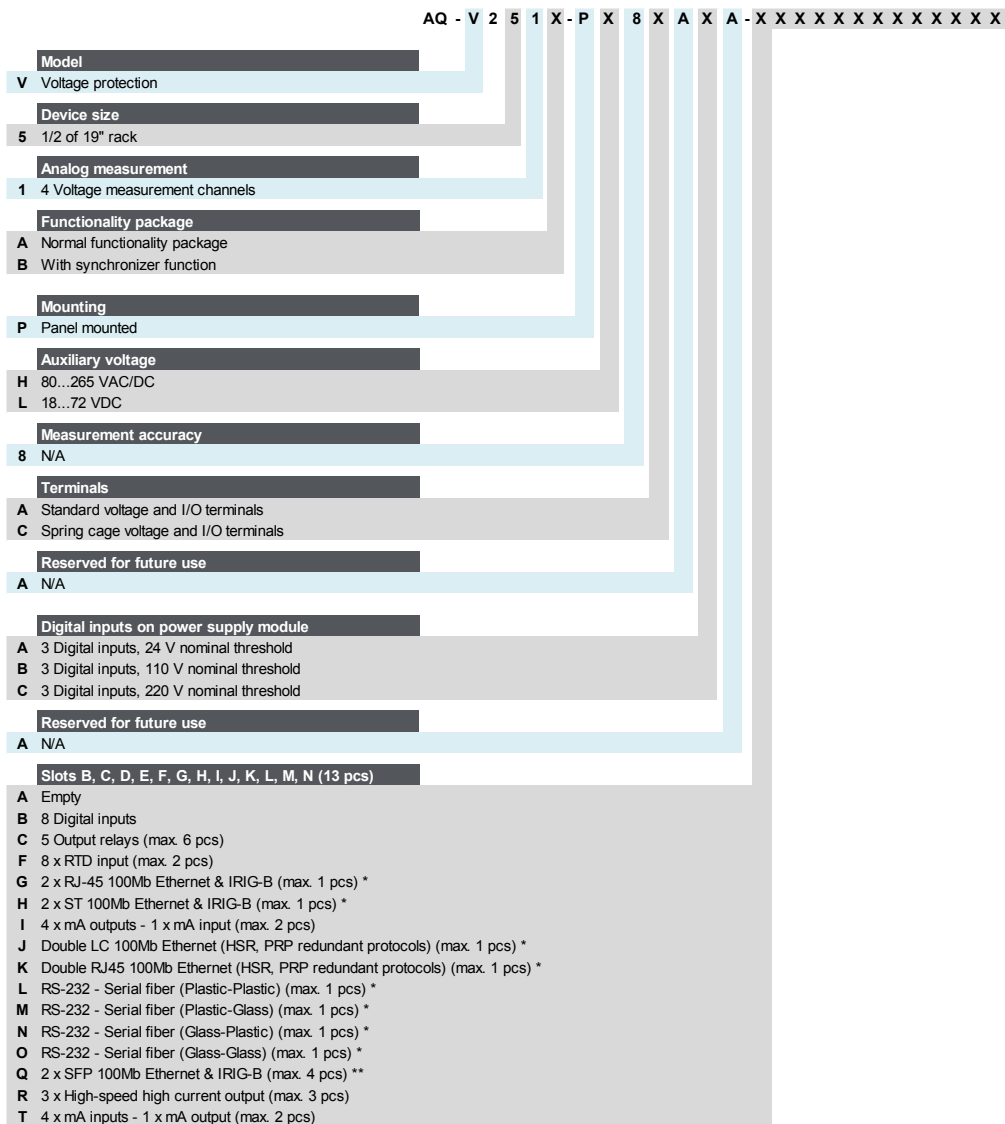 AQ - V 2 5 1 X - P X 8 X A X A - X X X X X X X X X X X X X
Model
V Voltage protection
Device size
5 1/2 of 19" rack
Analog measurement
1 4 Voltage measurement channels
Functionality package
A Normal functionality package
B With synchronizer function
Mounting
P Panel mounted
Auxiliary voltage
H 80...265 VAC/DC
L 18...72 VDC
Measurement accuracy
8 N/A
Terminals
A Standard voltage and I/O terminals
C Spring cage voltage and I/O terminals
Reserved for future use
A N/A
Digital inputs on power supply module
A 3 Digital inputs, 24 V nominal threshold
B 3 Digital inputs, 110 V nominal threshold
C 3 Digital inputs, 220 V nominal threshold
Reserved for future use
A N/A
Slots B, C, D, E, F, G, H, I, J, K, L, M, N (13 pcs)
A Empty
B 8 Digital inputs
C 5 Output relays (max. 6 pcs)
F 8 x RTD input (max. 2 pcs)
G 2 x RJ-45 100Mb Ethernet & IRIG-B (max. 1 pcs) *
H 2 x ST 100Mb Ethernet & IRIG-B (max. 1 pcs) *
I 4 x mA outputs - 1 x mA input (max. 2 pcs)
J Double LC 100Mb Ethernet (HSR, PRP redundant protocols) (max. 1 pcs) *
K Double RJ45 100Mb Ethernet (HSR, PRP redundant protocols) (max. 1 pcs) *
L RS-232 - Serial fiber (Plastic-Plastic) (max. 1 pcs) *
M RS-232 - Serial fiber (Plastic-Glass) (max. 1 pcs) *
N RS-232 - Serial fiber (Glass-Plastic) (max. 1 pcs) *
O RS-232 - Serial fiber (Glass-Glass) (max. 1 pcs) *
Q 2 x SFP 100Mb Ethernet & IRIG-B (max. 4 pcs) **
R 3 x High-speed high current output (max. 3 pcs)
T 4 x mA inputs - 1 x mA output (max. 2 pcs)